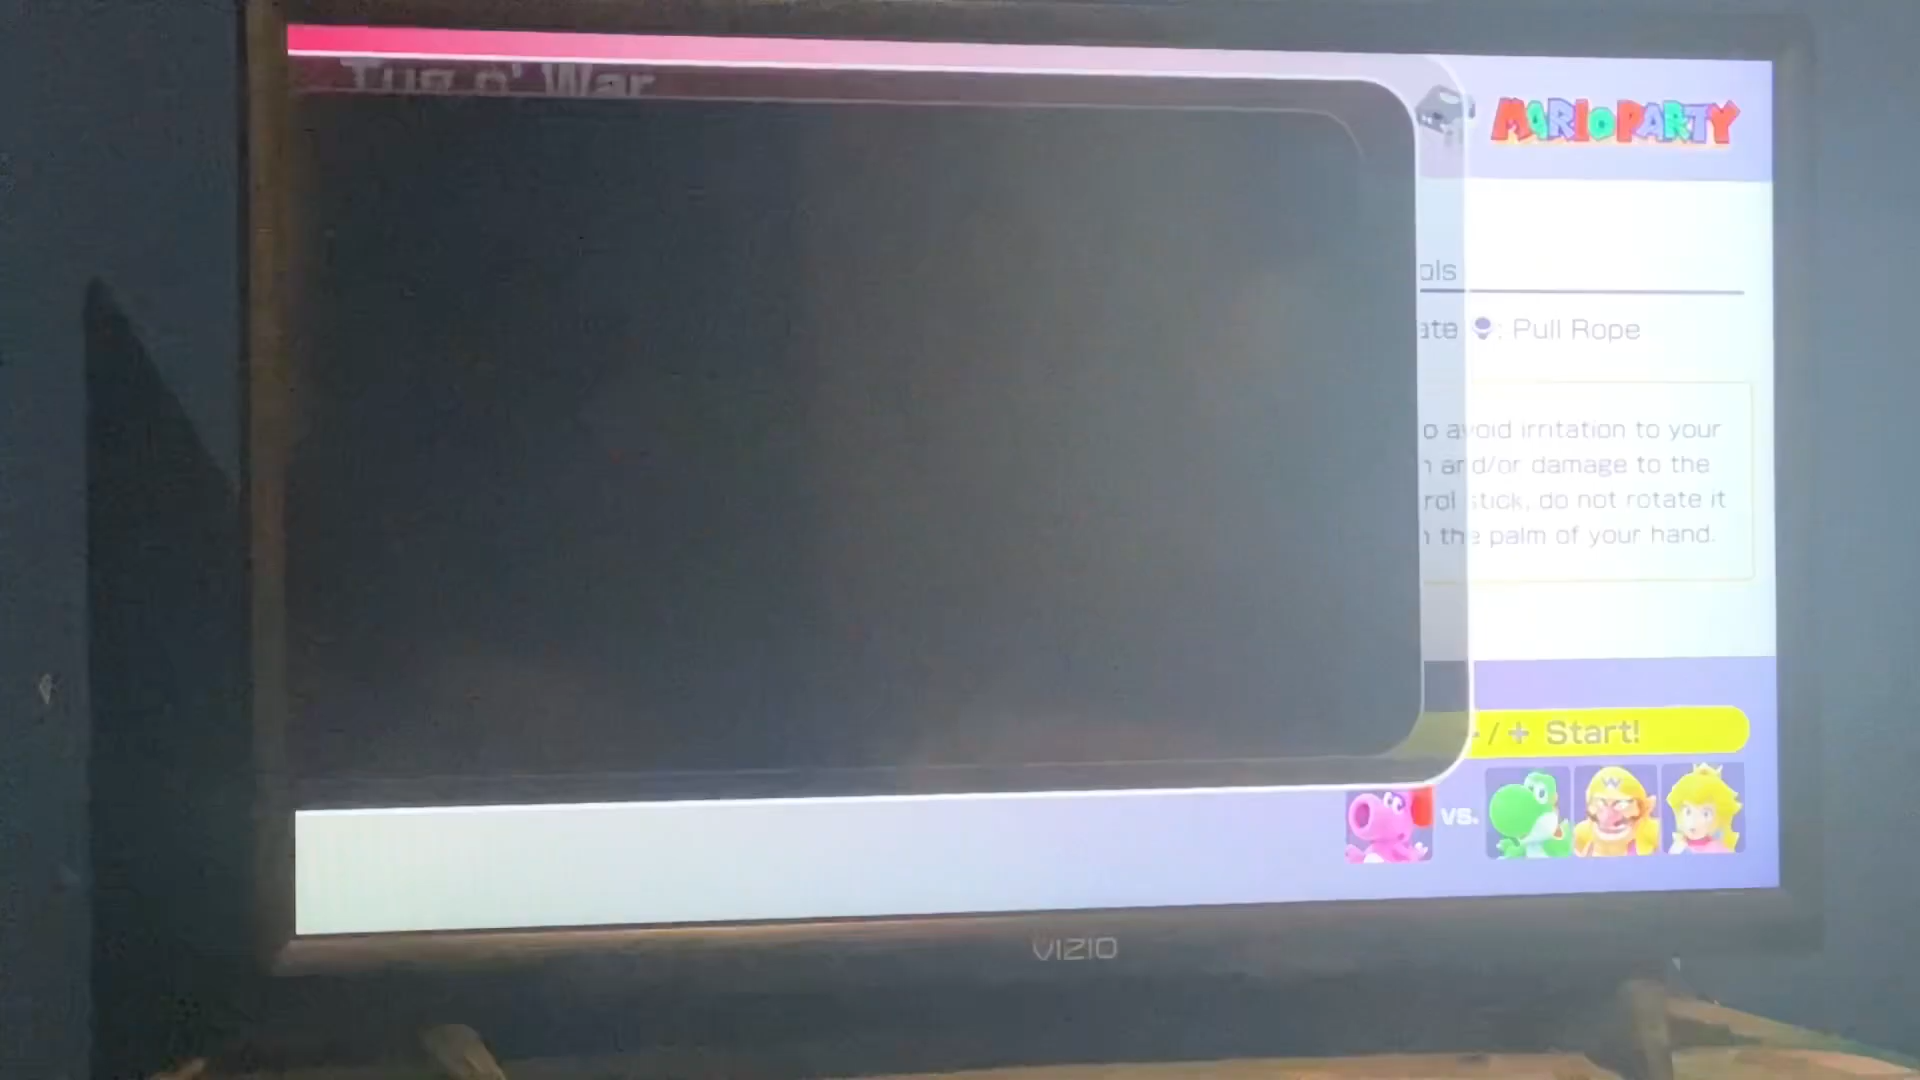 Tug o' War
MARIO PARTY
ols
ate : Pull Rope
o avoid irritation to your
n and/or damage to the
rol stick, do not rotate it
n the palm of your hand.
- / + Start!
vs.
VIZIO